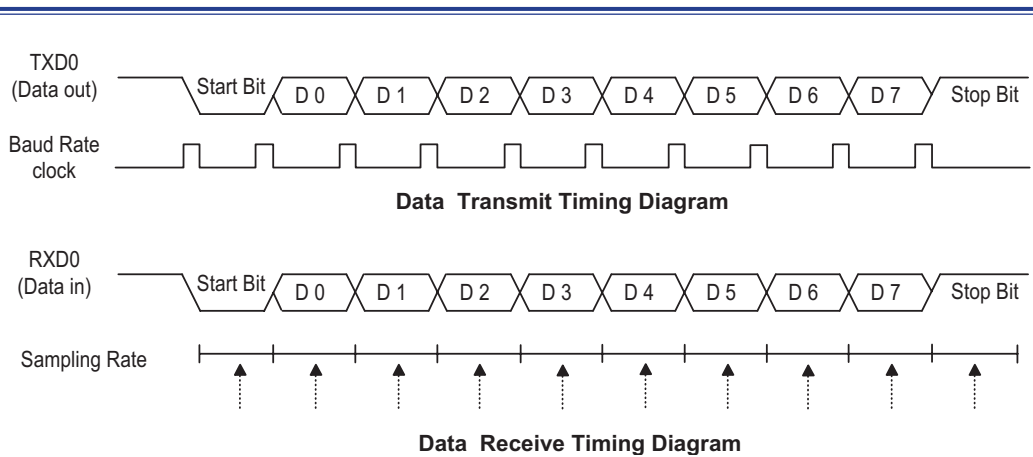 TXD0
(Data out)
Start Bit D 0 D 1 D 2 D 3 D 4 D 5 D 6 D 7 Stop Bit
Baud Rate
clock
Data Transmit Timing Diagram
RXD0
(Data in)
Start Bit D 0 D 1 D 2 D 3 D 4 D 5 D 6 D 7 Stop Bit
Sampling Rate
Data Receive Timing Diagram